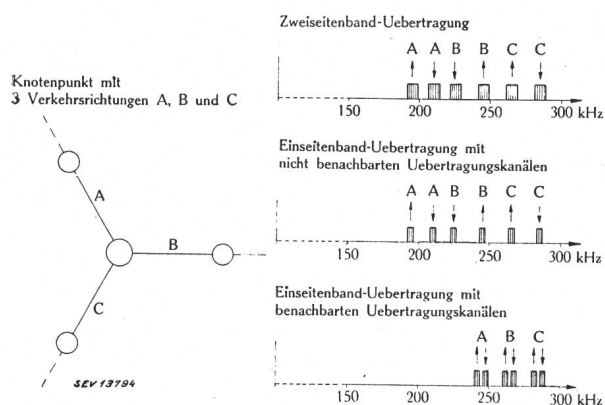 Knotenpunkt mit
3 Verkehrsrichtungen A, B und C
A
B
C
SEV 13794
Zweiseitenband-Uebertragung
A A B B C C
150 200 250 300 kHz
Einseitenband-Uebertragung mit
nicht benachbarten Uebertragungskanälen
A A B B C C
150 200 250 300 kHz
Einseitenband-Uebertragung mit
benachbarten Uebertragungskanälen
A B C
150 200 250 300 kHz